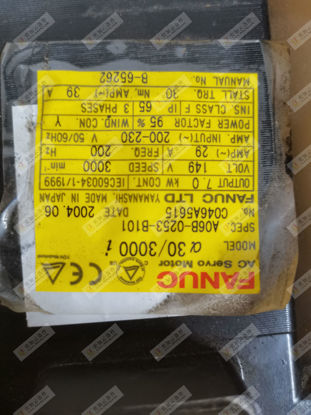 FANUC
AC Servo Motor
MODEL α 30/3000 i
SPEC. A06B-0253-B101
No. C046A5615 DATE 2004.06
FANUC LTD YAMANASHI, MADE IN JAPAN
OUTPUT 7.0 kW CONT. IEC60034-1/1999
VOLT 149 V SPEED 3000 min⁻¹
AMP(~) 29 A FREQ. 200 Hz
AMP. INPUT(~) 200-230 V 50/60Hz
POWER FACTOR 95 % WIND. CON. Y
INS. CLASS F IP 65 3 PHASES
STALL TRQ. 30 Nm AMP(~) 39 A
MANUAL No. B-65262